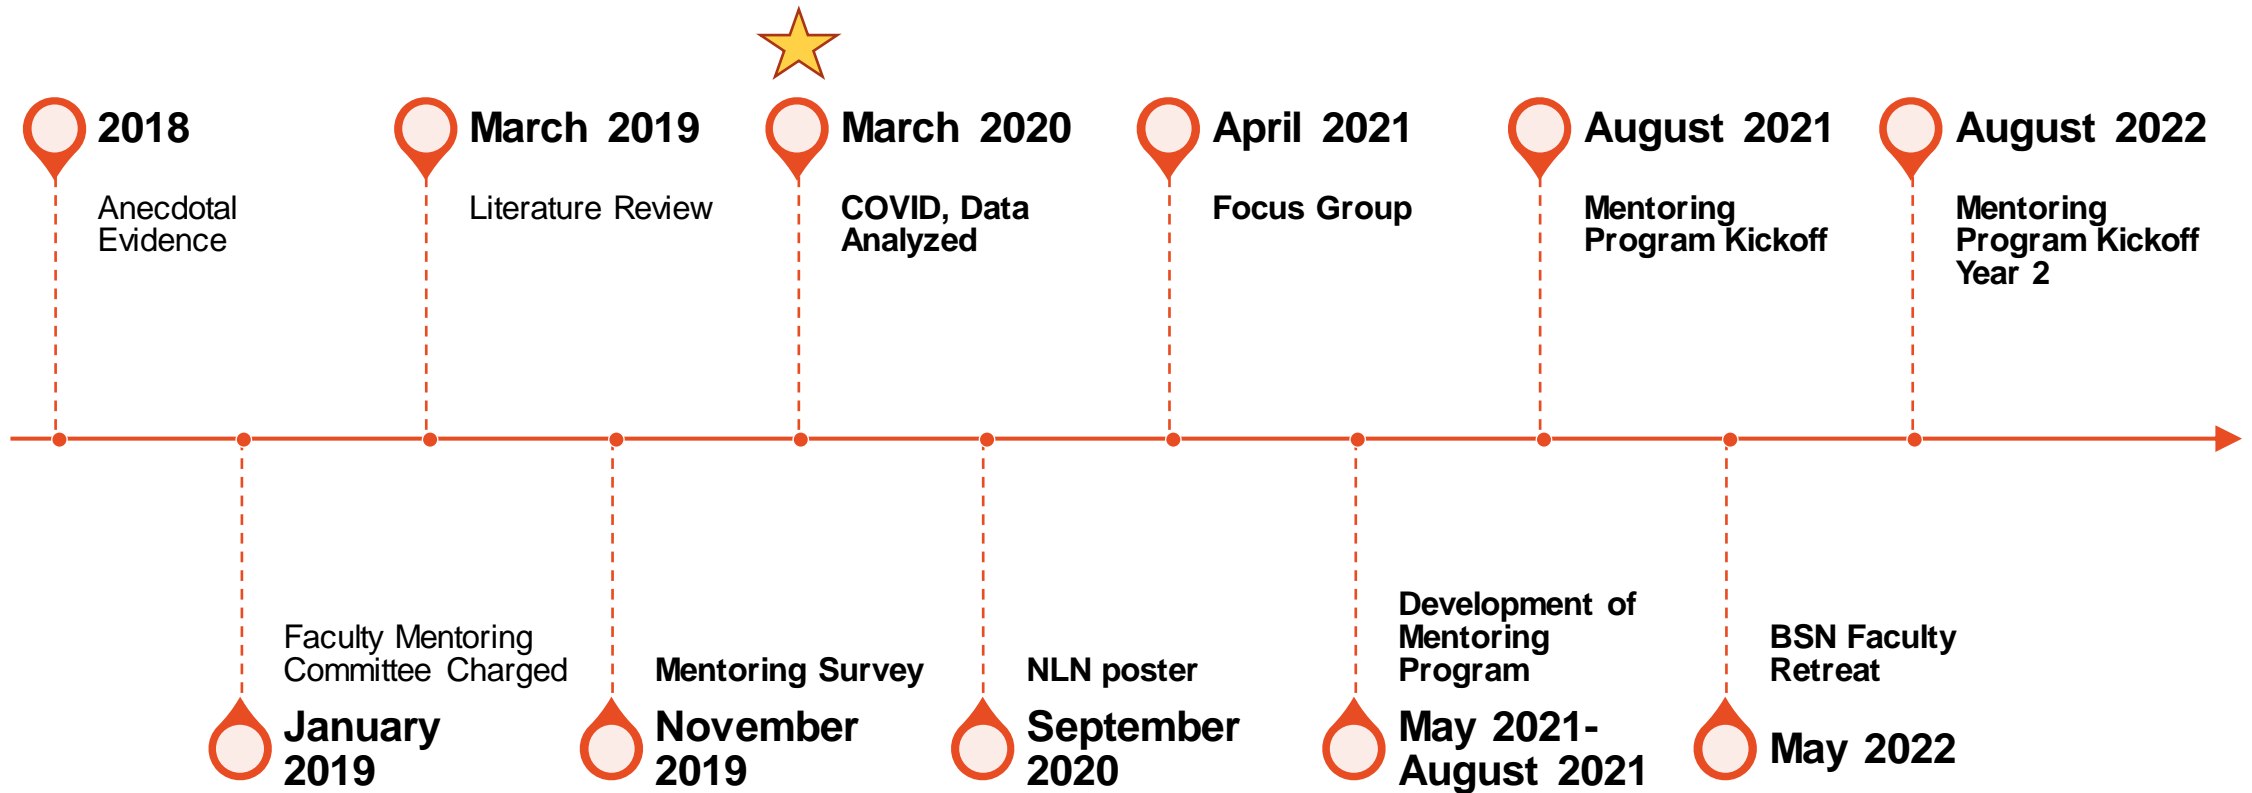 2018
Anecdotal
Evidence
March 2019
Literature Review
March 2020
COVID, Data
Analyzed
April 2021
Focus Group
August 2021
Mentoring
Program Kickoff
August 2022
Mentoring
Program Kickoff
Year 2
Faculty Mentoring
Committee Charged
January
2019
Mentoring Survey
November
2019
NLN poster
September
2020
Development of
Mentoring
Program
May 2021-
August 2021
BSN Faculty
Retreat
May 2022